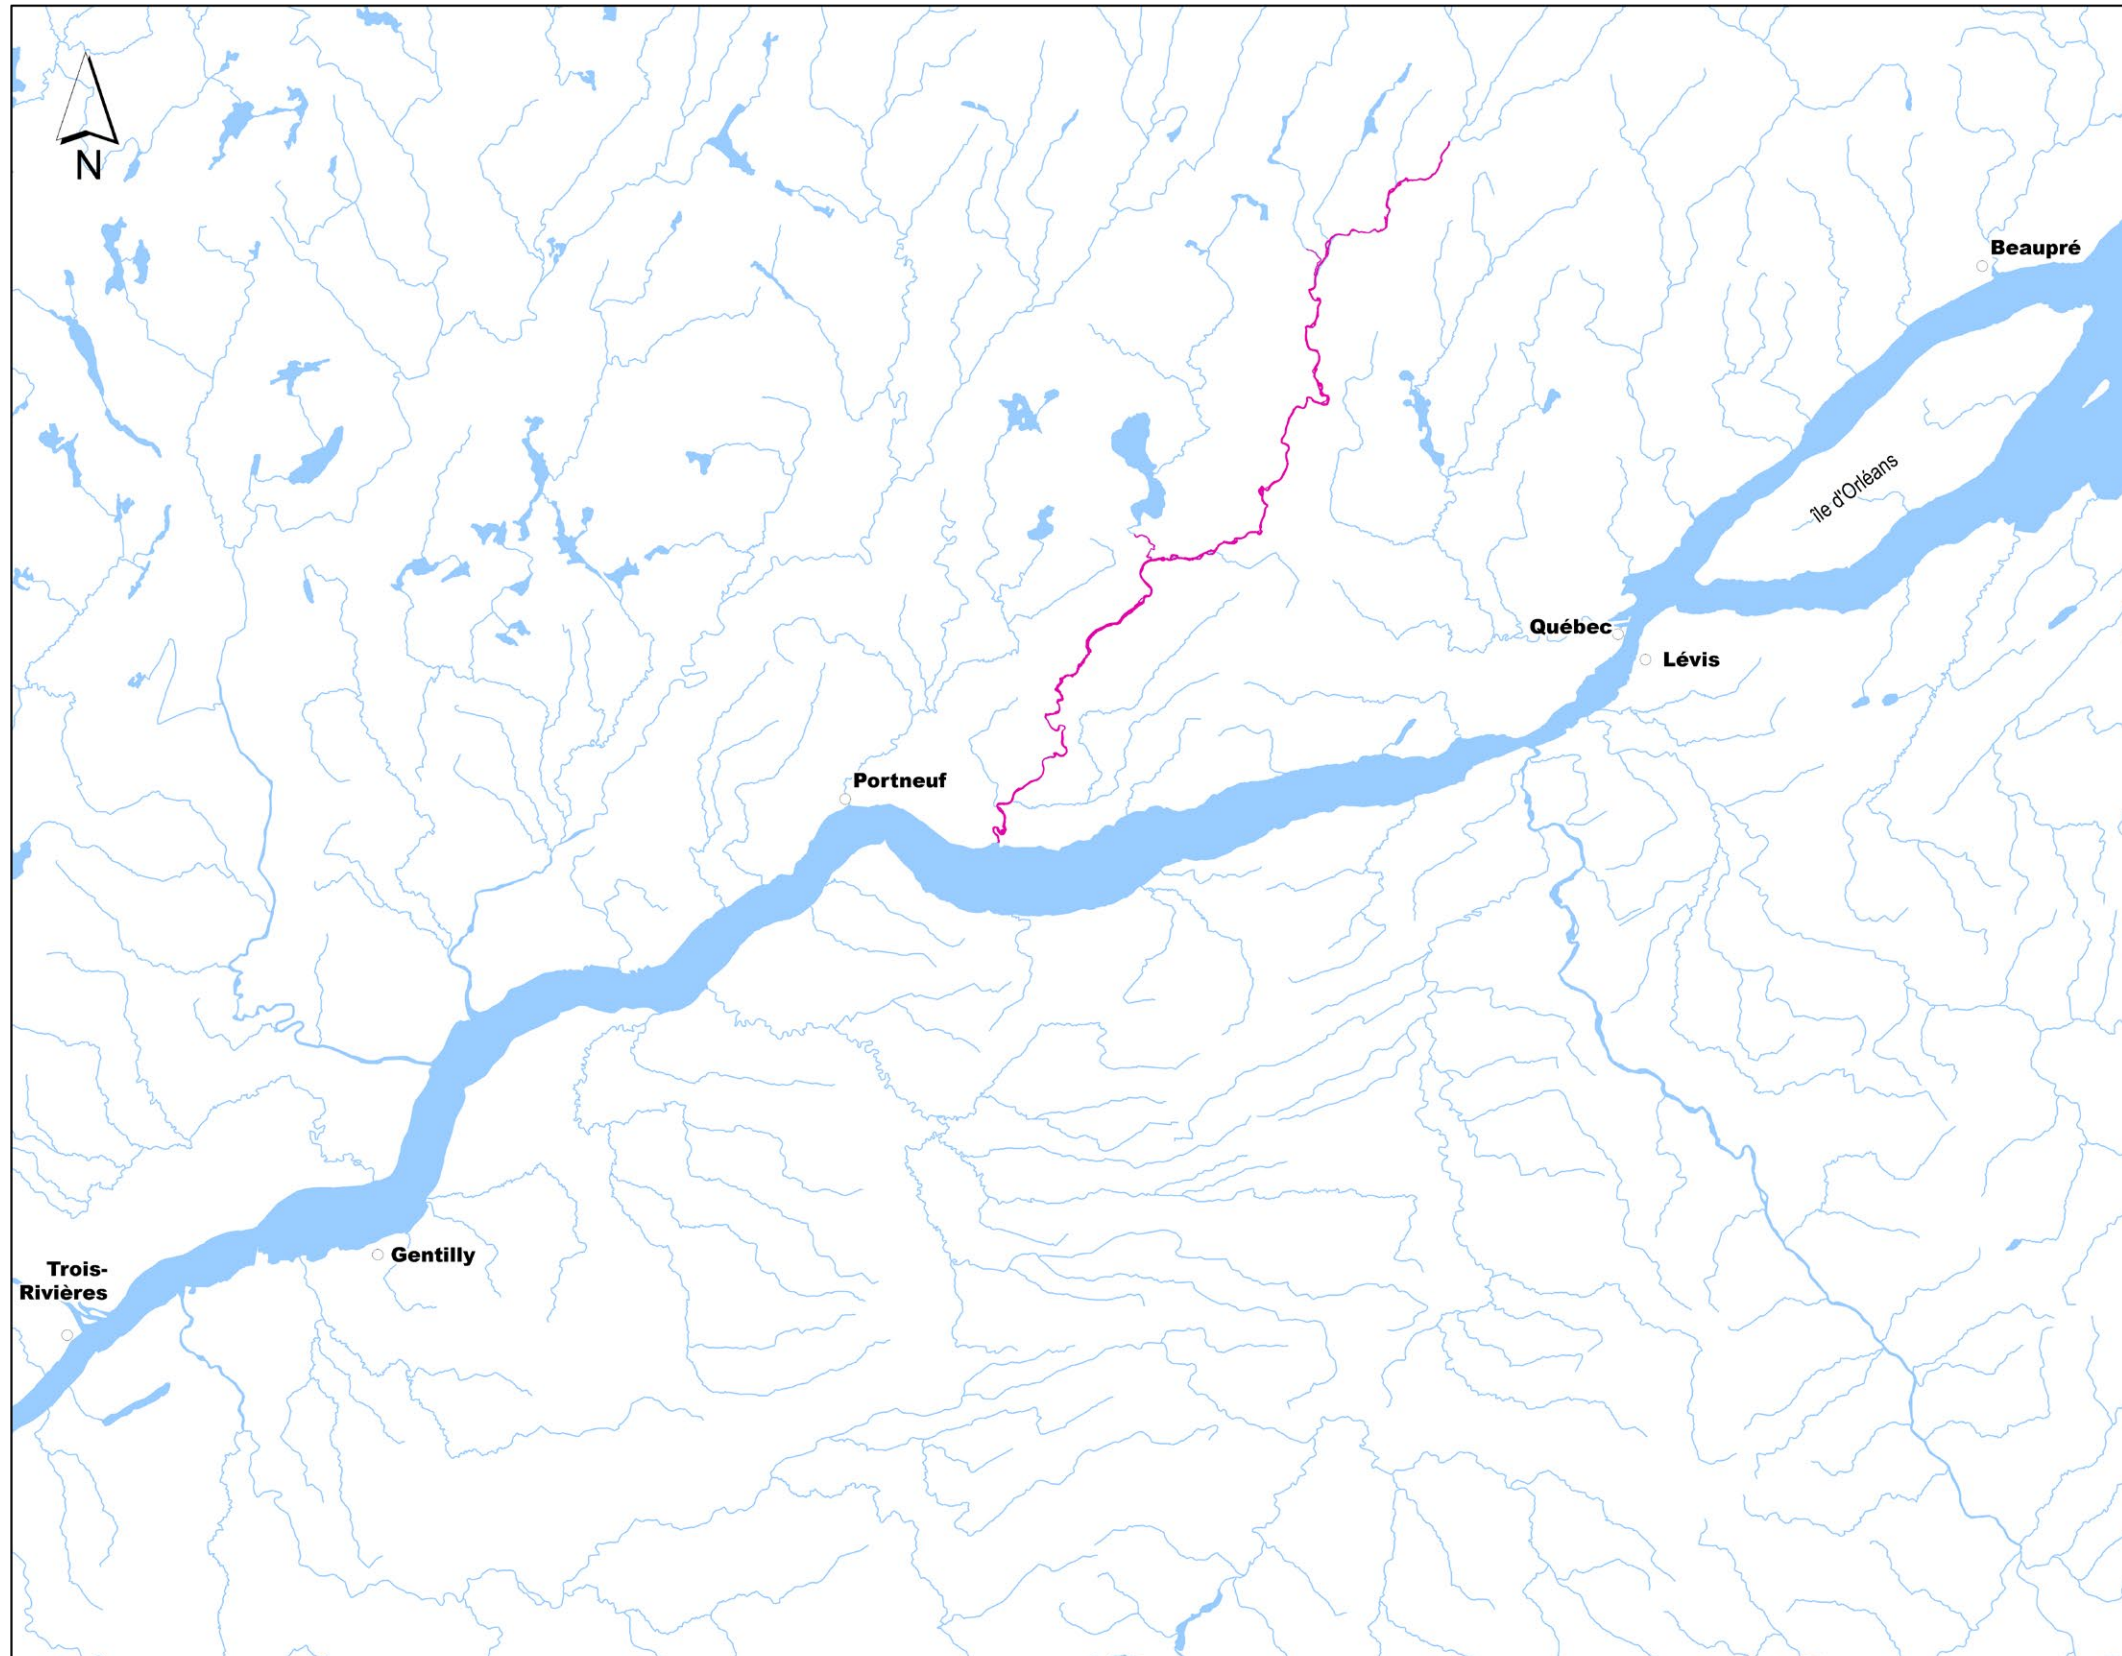 N
Beaupré
île d'Orléans
Québec
Lévis
Portneuf
Gentilly
Trois-
Rivières